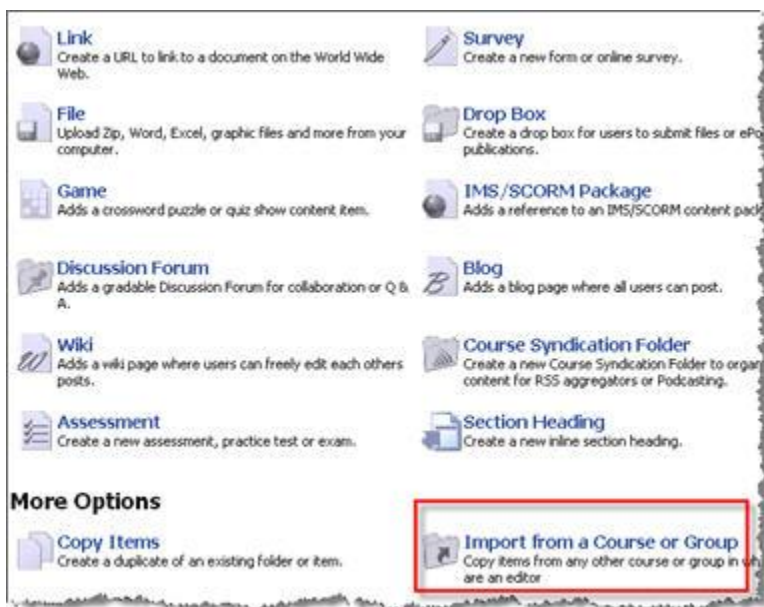 Link
Create a URL to link to a document on the World Wide
Web.
Survey
Create a new form or online survey.
File
Upload Zip, Word, Excel, graphic files and more from your
computer.
Drop Box
Create a drop box for users to submit files or ePo
publications.
Game
Adds a crossword puzzle or quiz show content item.
IMS/SCORM Package
Adds a reference to an IMS/SCORM content pack
Discussion Forum
Adds a gradable Discussion Forum for collaboration or Q &
A.
Blog
Adds a blog page where all users can post.
Wiki
Adds a wiki page where users can freely edit each others
posts.
Course Syndication Folder
Create a new Course Syndication Folder to organ
content for RSS aggregators or Podcasting.
Assessment
Create a new assessment, practice test or exam.
Section Heading
Create a new inline section heading.
More Options
Copy Items
Create a duplicate of an existing folder or item.
Import from a Course or Group
Copy items from any other course or group in wh
are an editor